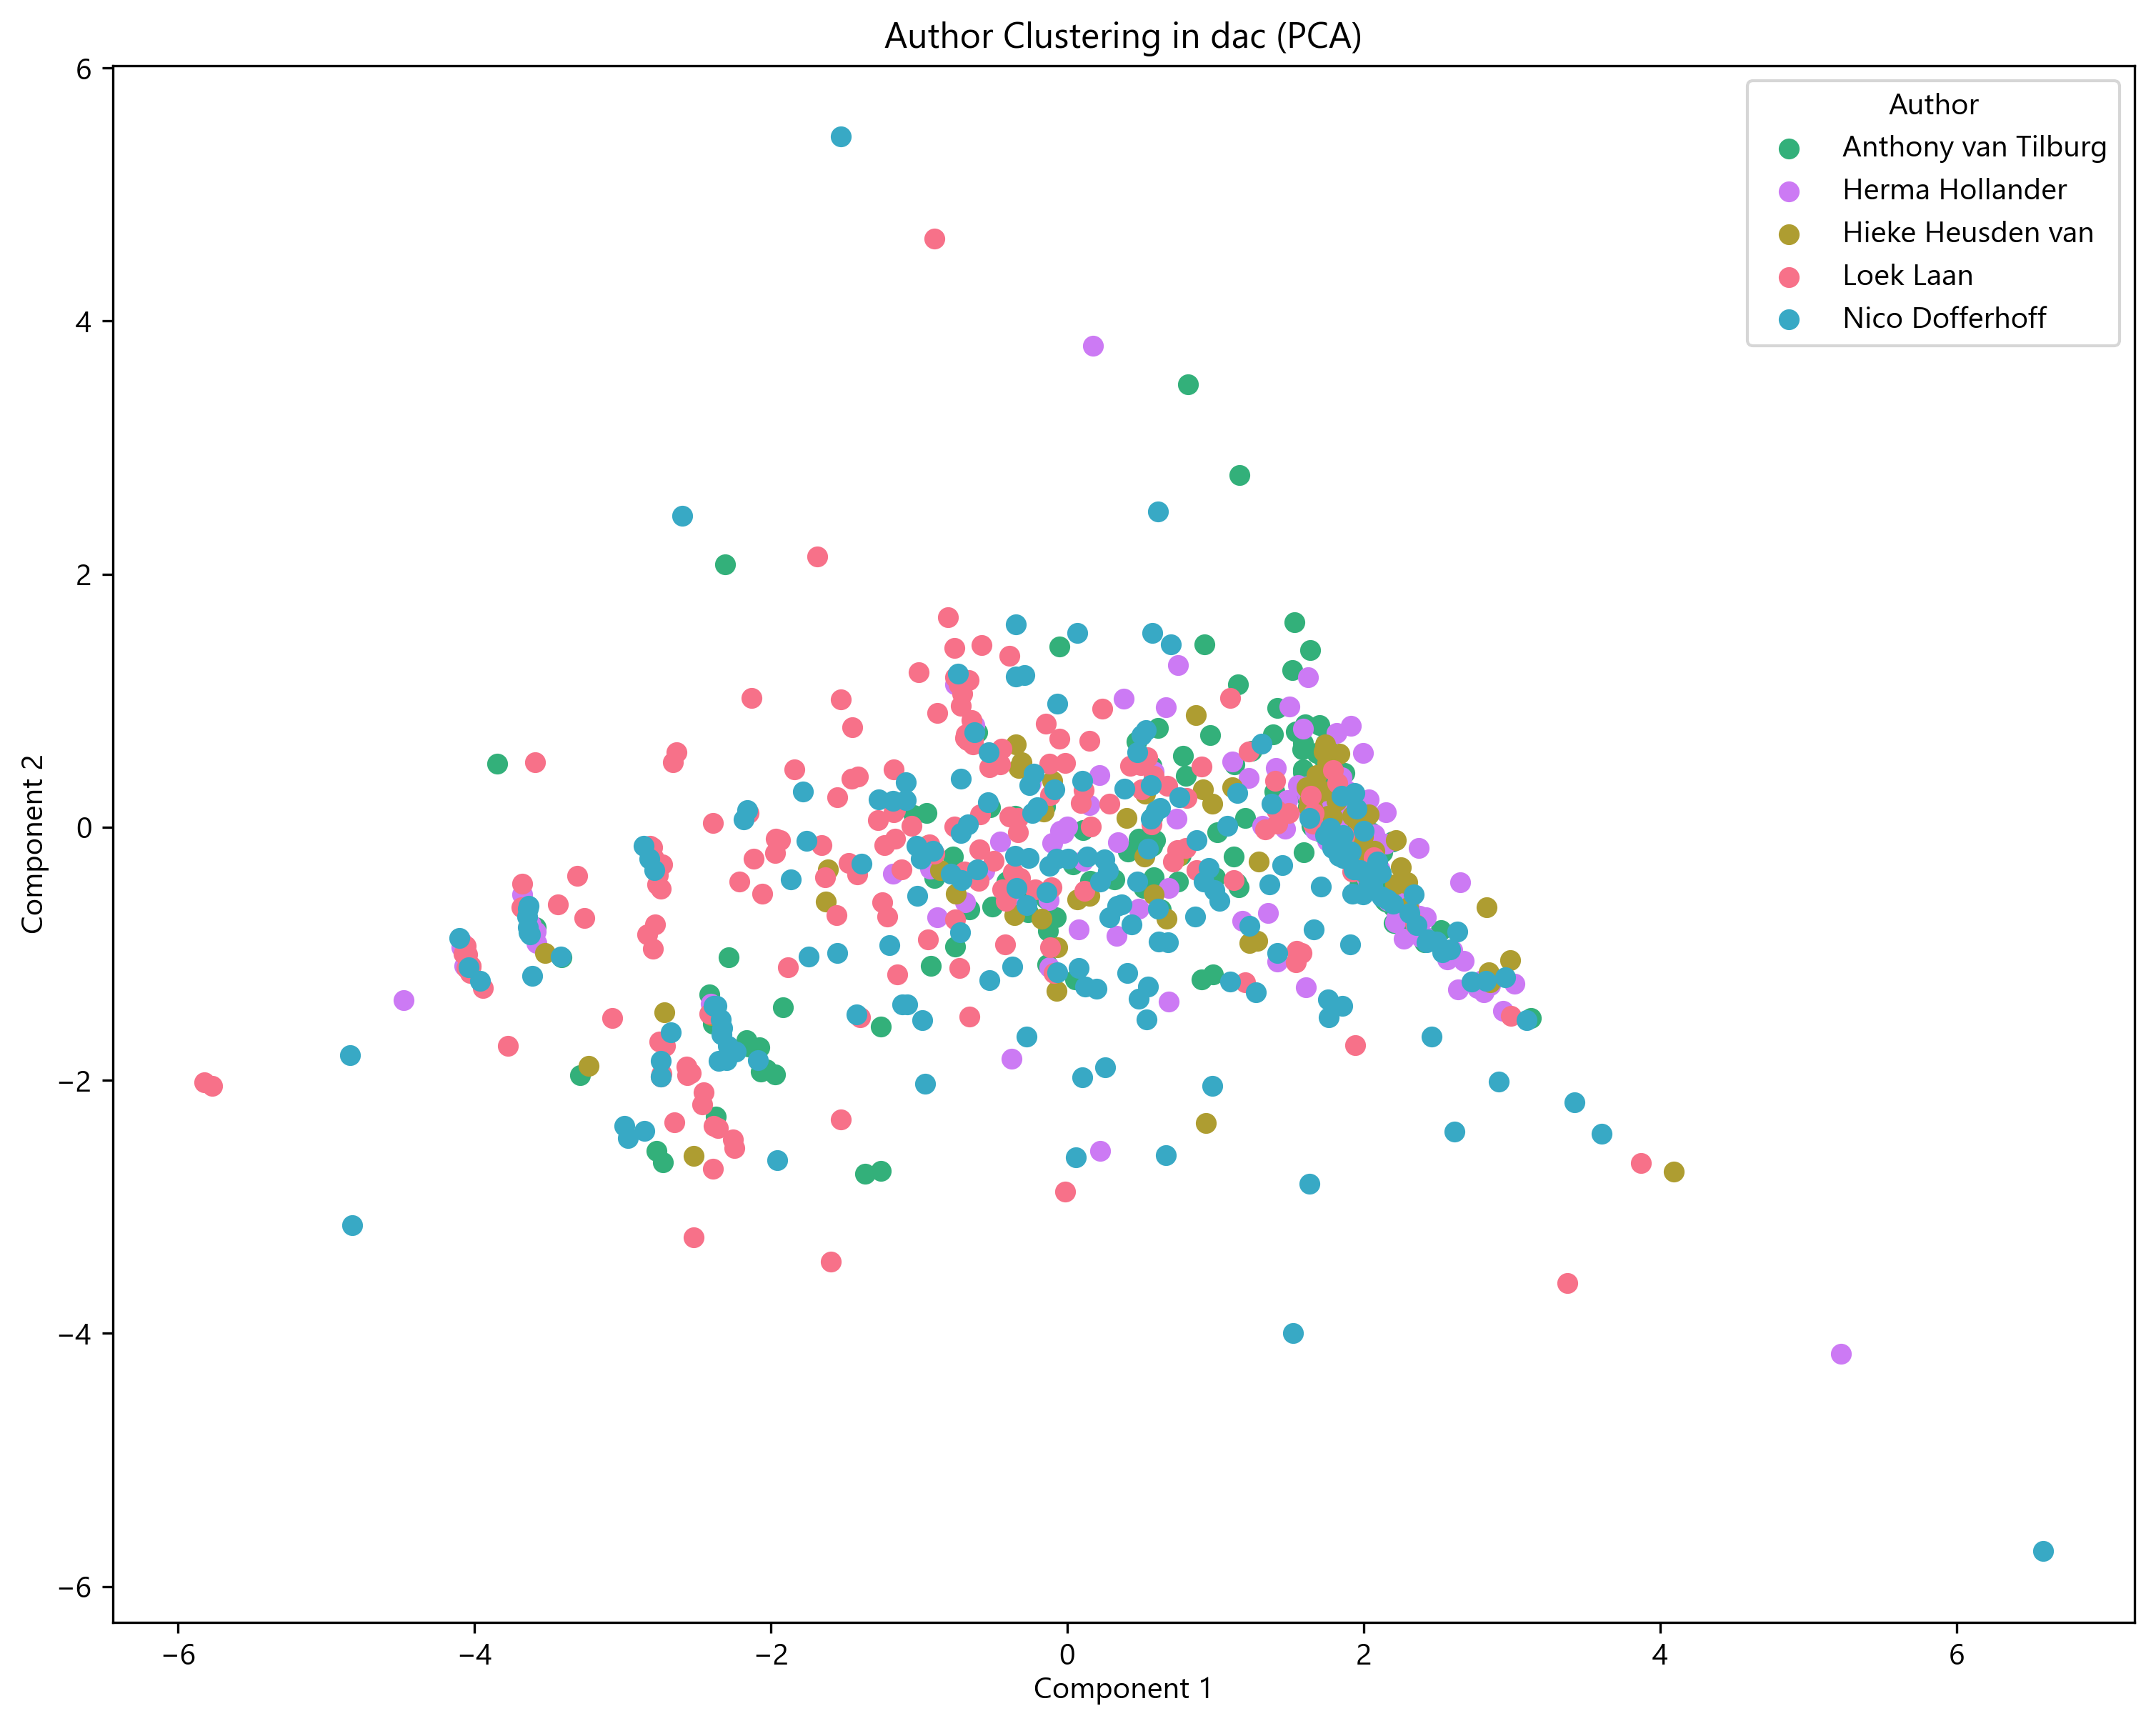 Author Clustering in dac (PCA)
6
4
2
0
−2
−4
−6
Component 2
Author
Anthony van Tilburg
Herma Hollander
Hieke Heusden van
Loek Laan
Nico Dofferhoff
−6
−4
−2
0
2
4
6
Component 1